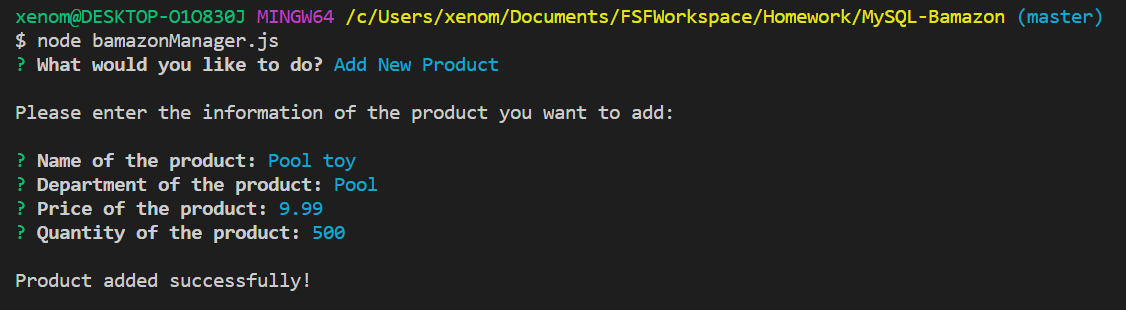 xenom@DESKTOP-O1O830J MINGW64 /c/Users/xenom/Documents/FSFWorkspace/Homework/MySQL-Bamazon (master)
$ node bamazonManager.js
? What would you like to do? Add New Product
Please enter the information of the product you want to add:
? Name of the product: Pool toy
? Department of the product: Pool
? Price of the product: 9.99
? Quantity of the product: 500
Product added successfully!